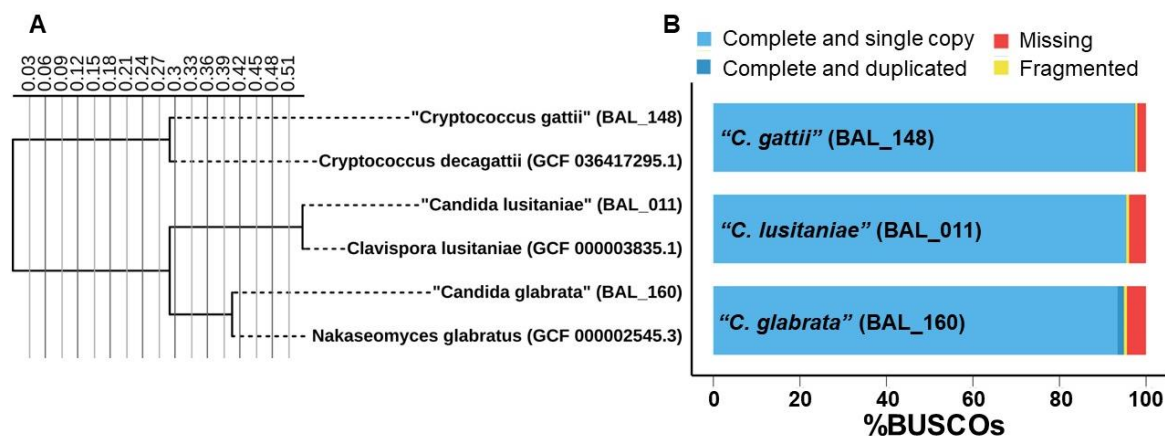 A
0.03 0.06 0.09 0.12 0.15 0.18 0.21 0.24 0.27 0.3 0.33 0.36 0.39 0.42 0.45 0.48 0.51
"Cryptococcus gattii" (BAL_148)
Cryptococcus decagattii (GCF 036417295.1)
"Candida lusitaniae" (BAL_011)
Clavispora lusitaniae (GCF 000003835.1)
"Candida glabrata" (BAL_160)
Nakaseomyces glabratus (GCF 000002545.3)
B
Complete and single copy
Missing
Complete and duplicated
Fragmented
“C. gattii” (BAL_148)
“C. lusitaniae” (BAL_011)
“C. glabrata” (BAL_160)
0 20 40 60 80 100
%BUSCOs